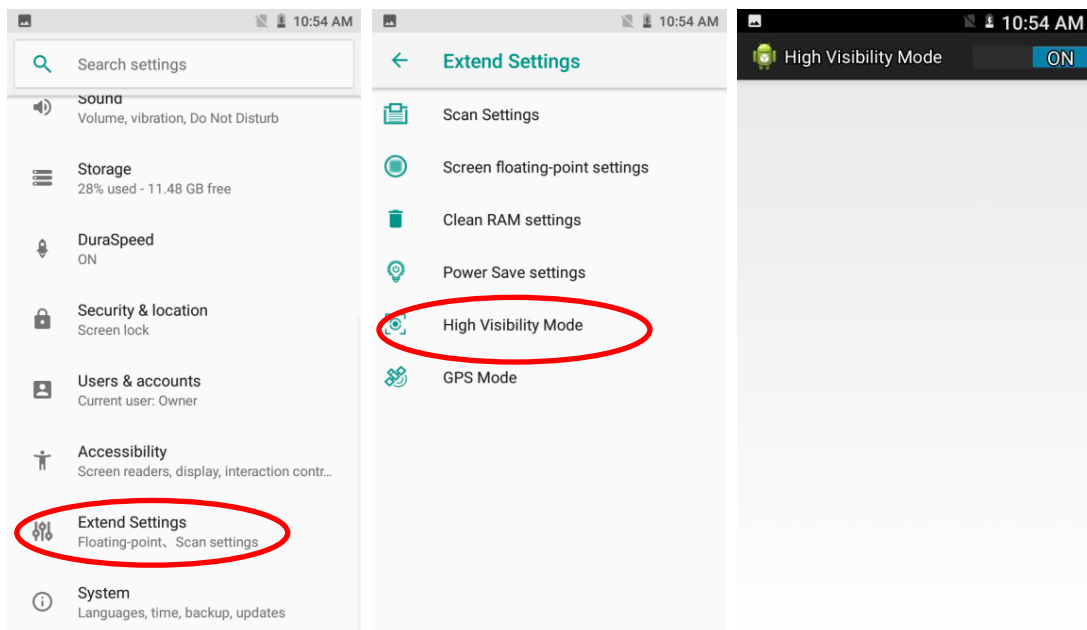 10:54 AM
Search settings
Sound
Volume, vibration, Do Not Disturb
Storage
28% used - 11.48 GB free
DuraSpeed
ON
Security & location
Screen lock
Users & accounts
Current user: Owner
Accessibility
Screen readers, display, interaction contr...
Extend Settings
Floating-point、Scan settings
System
Languages, time, backup, updates
10:54 AM
Extend Settings
Scan Settings
Screen floating-point settings
Clean RAM settings
Power Save settings
High Visibility Mode
GPS Mode
10:54 AM
High Visibility Mode
ON